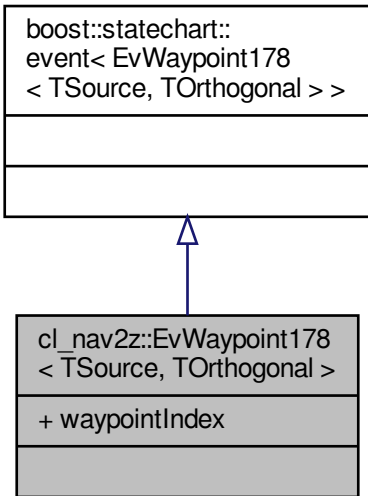 boost::statechart::
event< EvWaypoint178
< TSource, TOrthogonal > >
cl_nav2z::EvWaypoint178
< TSource, TOrthogonal >
+ waypointIndex